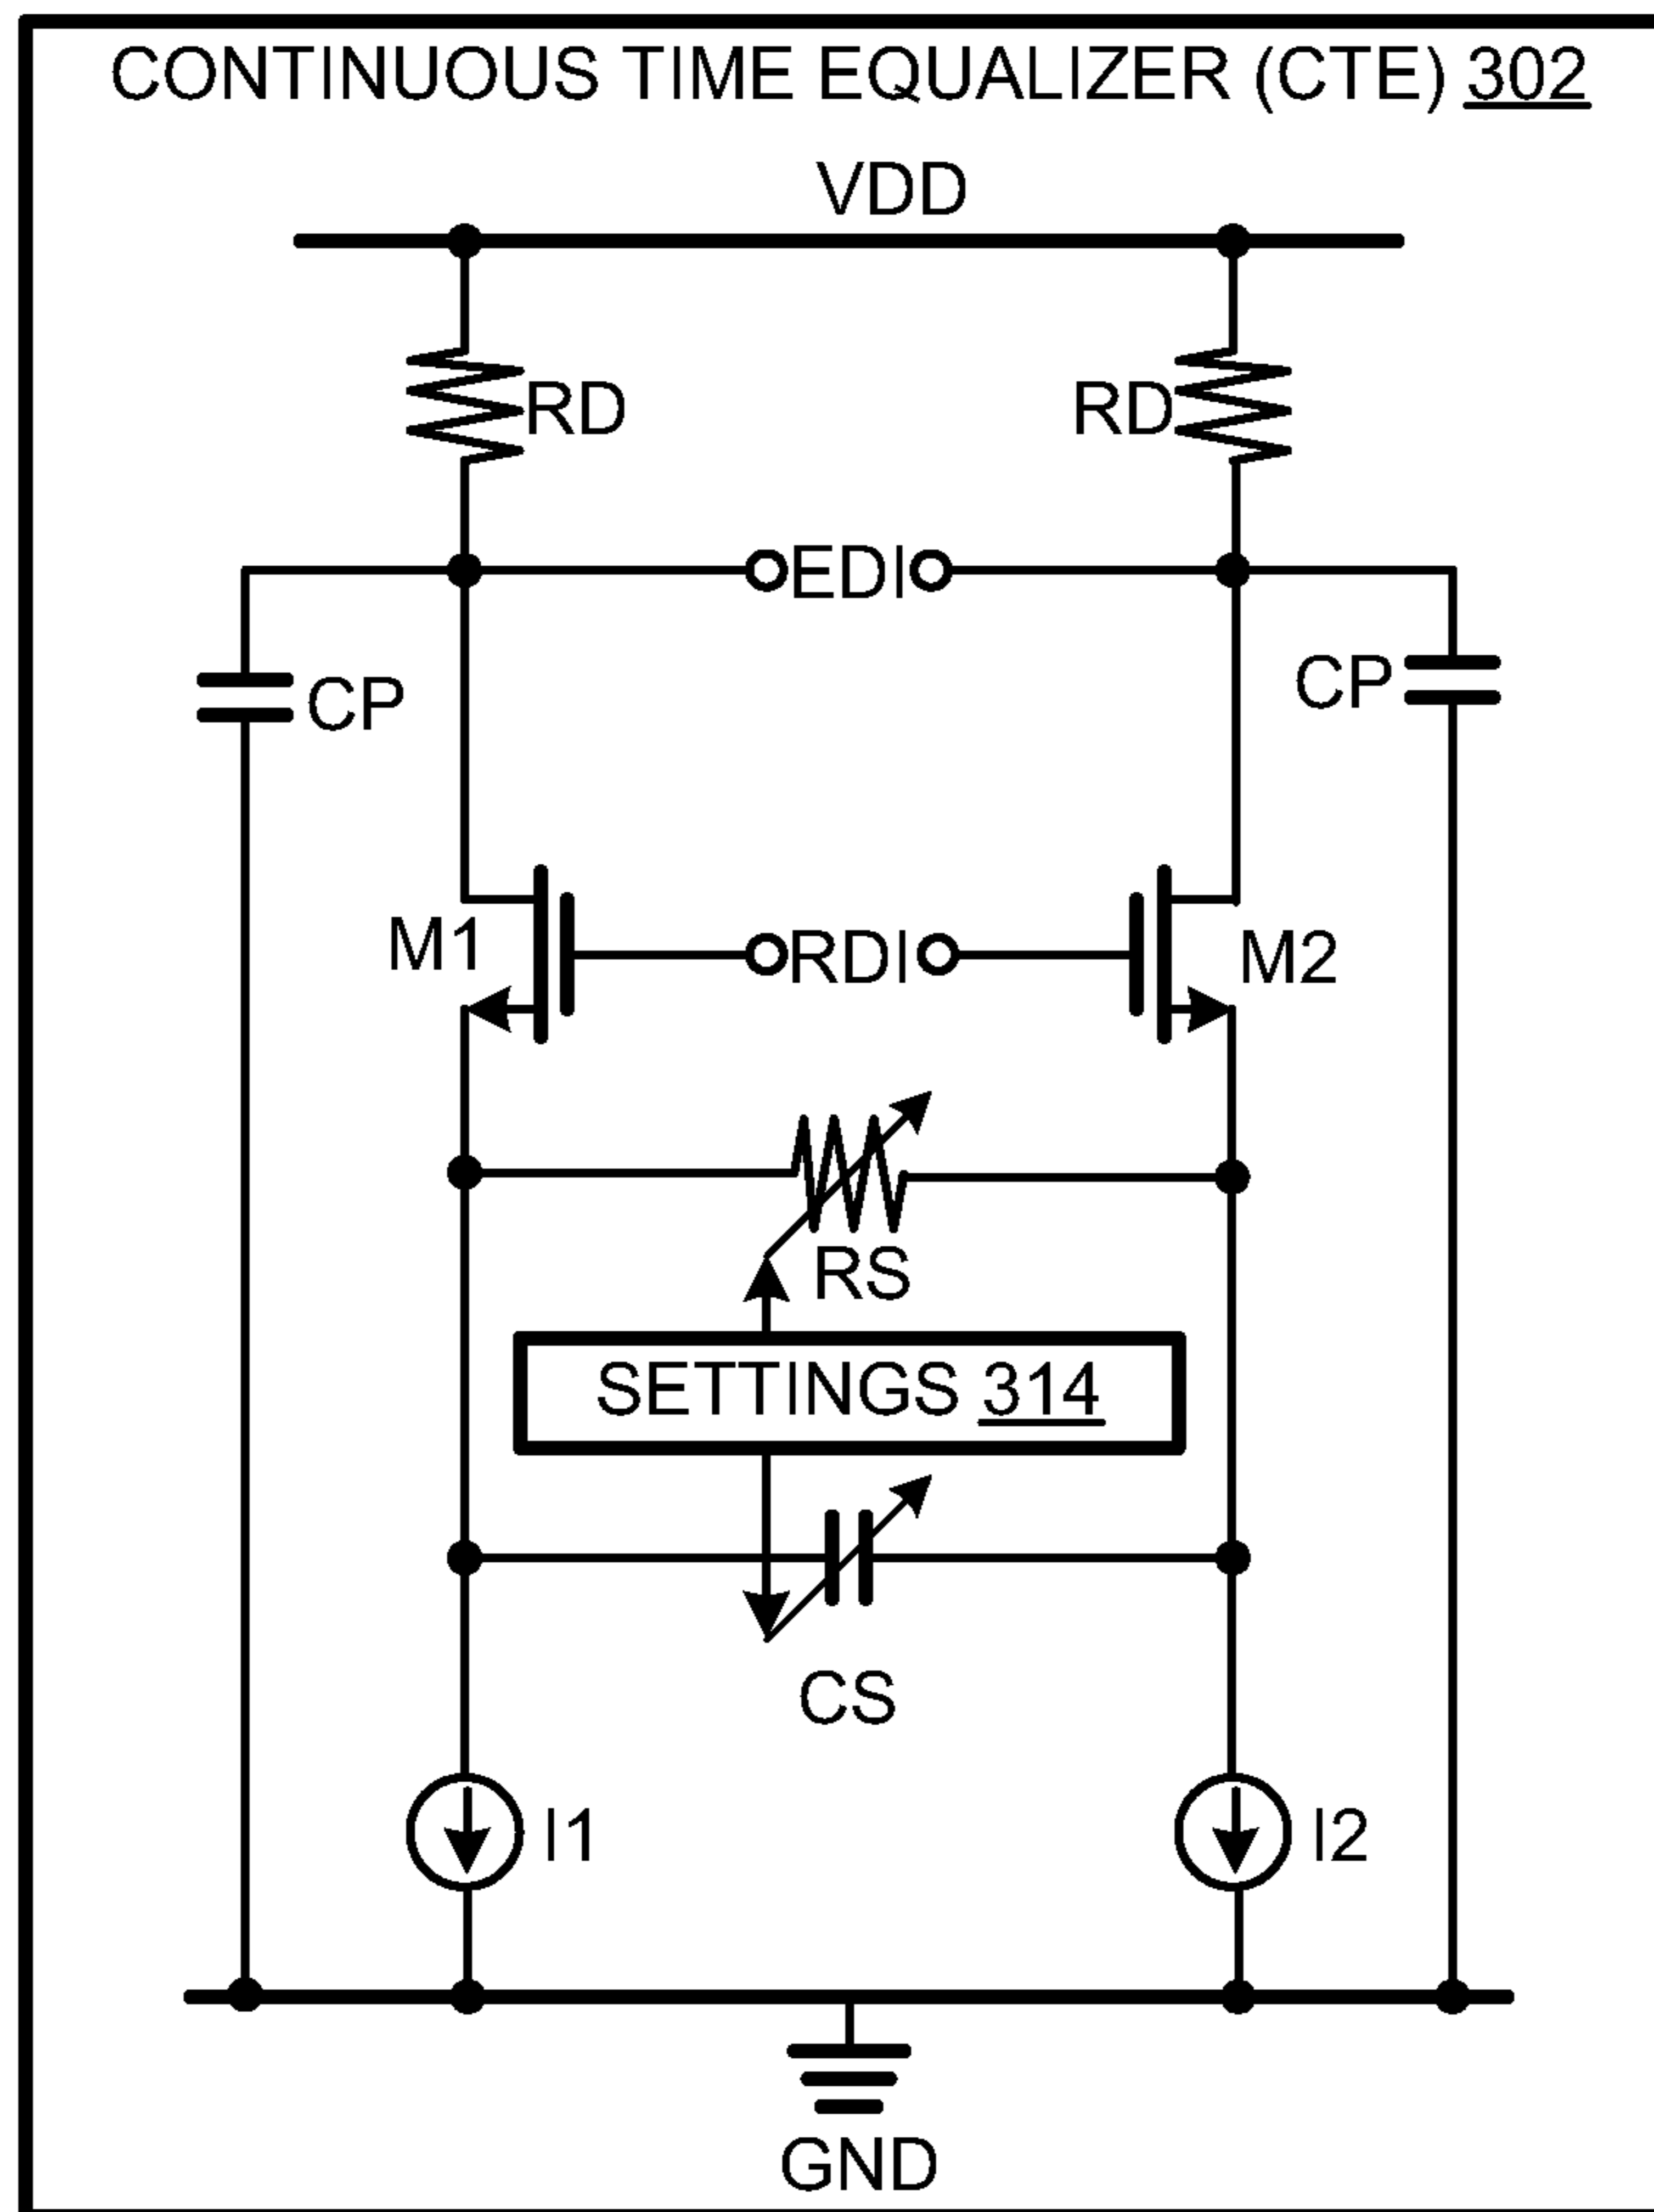 CONTINUOUS TIME EQUALIZER (CTE) 302
VDD
RD RD
EDI
CP CP
M1 RDI M2
RS
SETTINGS 314
CS
I1 I2
GND